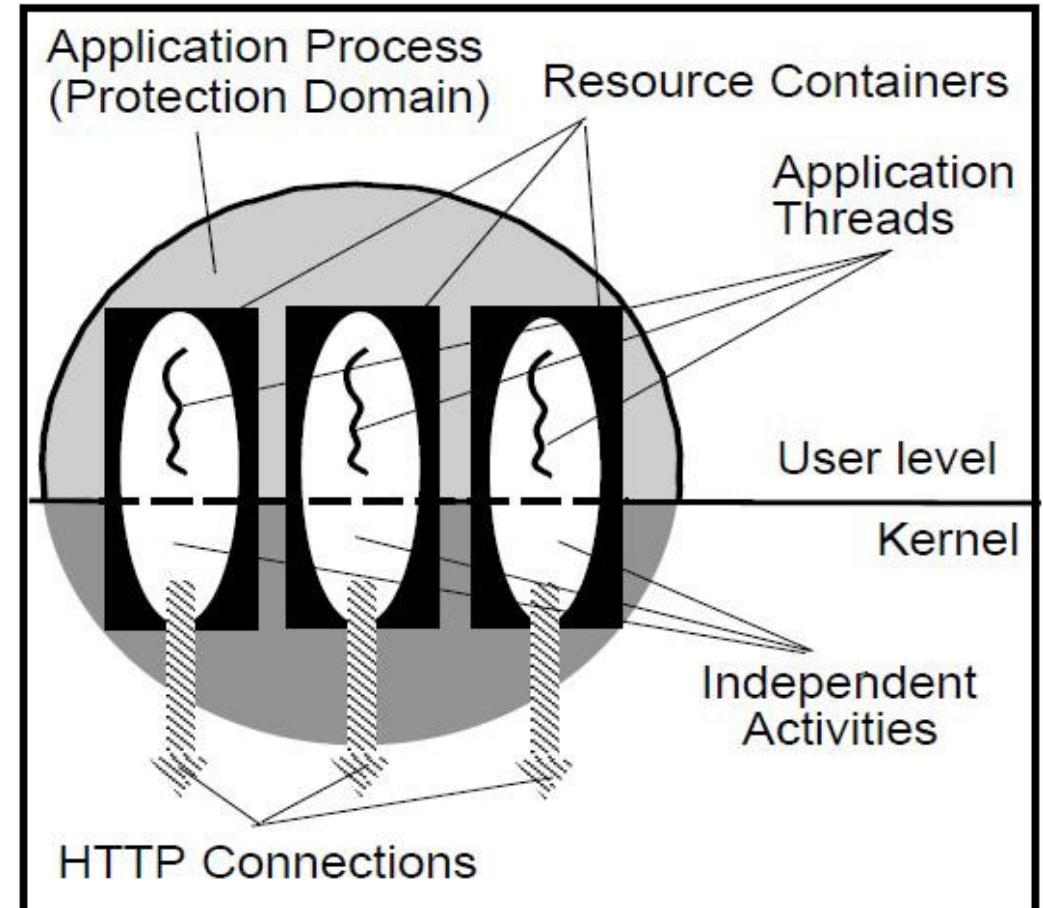 Application Process
(Protection Domain)
Resource Containers
Application
Threads
User level
Kernel
Independent
Activities
HTTP Connections